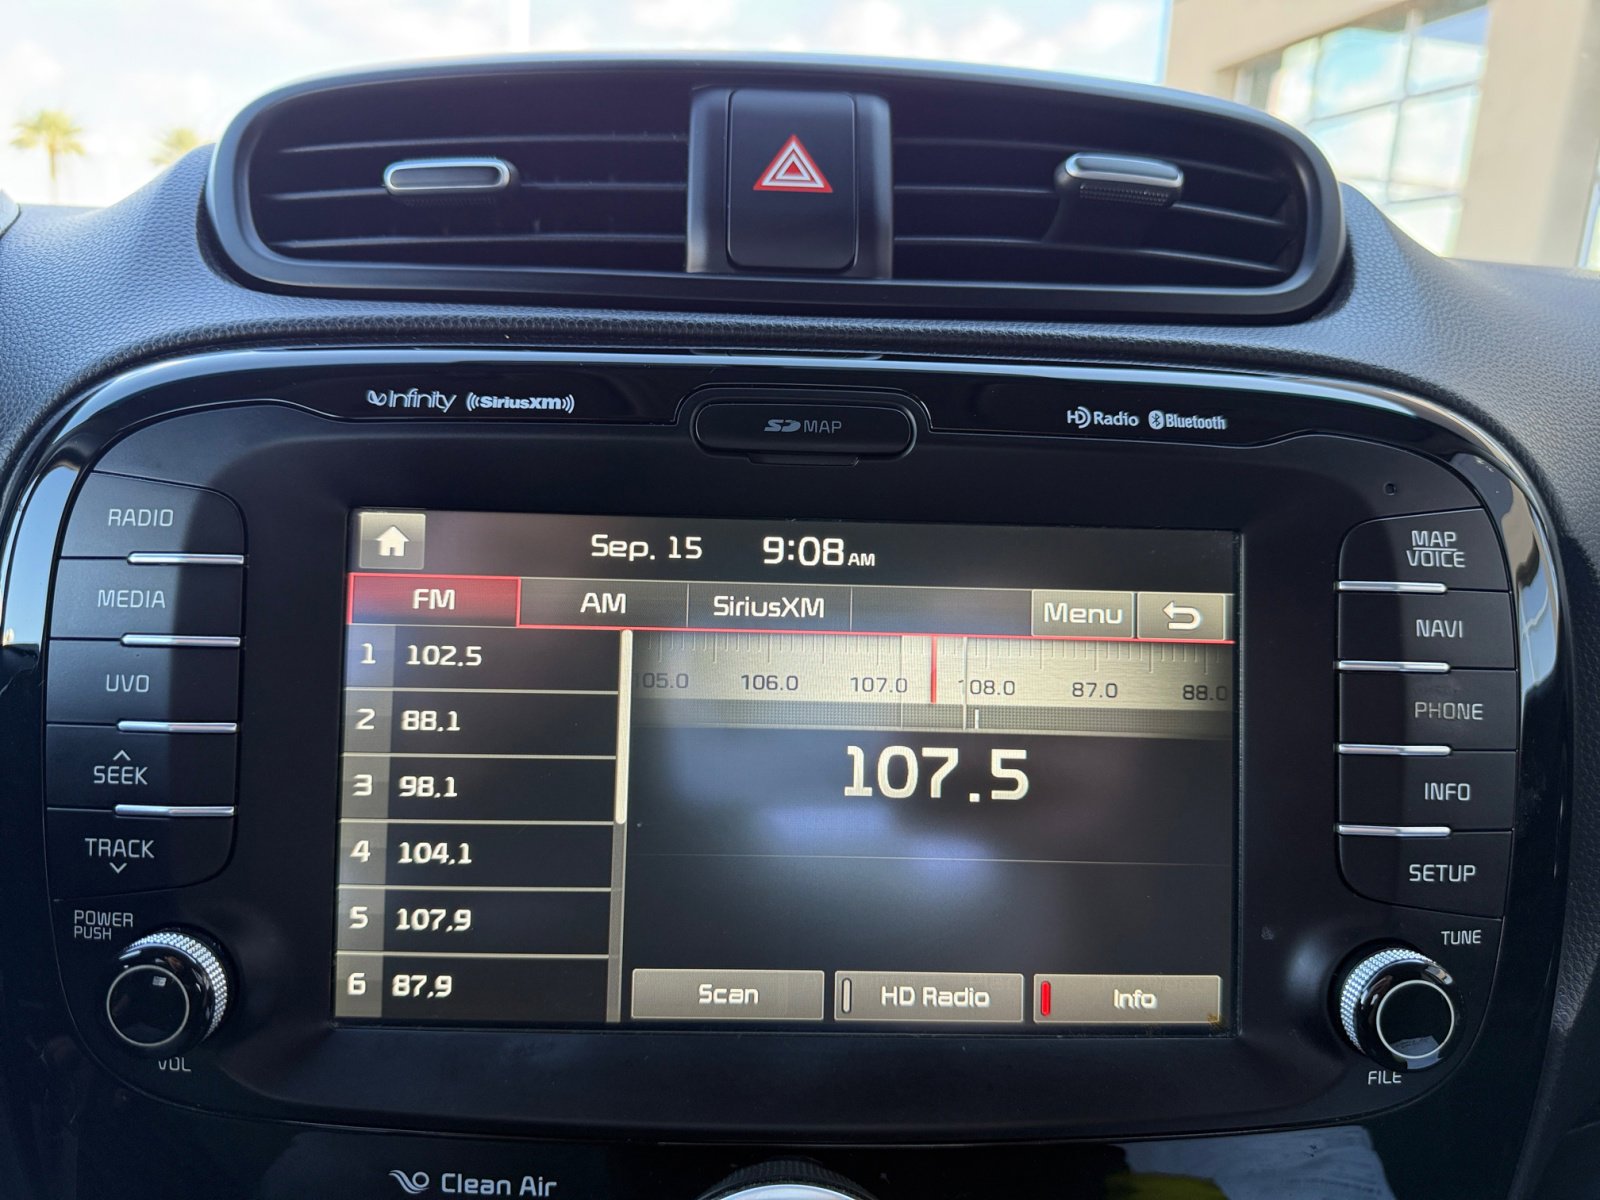 Infinity ((SiriusXM))
SD MAP
HD Radio Bluetooth
RADIO
MEDIA
UVO
SEEK
TRACK
POWER
PUSH
VOL
Sep. 15 9:08 AM
FM AM SiriusXM Menu
1 102.5
2 88.1
3 98.1
4 104.1
5 107.9
6 87.9
105.0 106.0 107.0 108.0 87.0 88.0
107.5
Scan HD Radio Info
MAP
VOICE
NAVI
PHONE
INFO
SETUP
TUNE
FILE
Clean Air